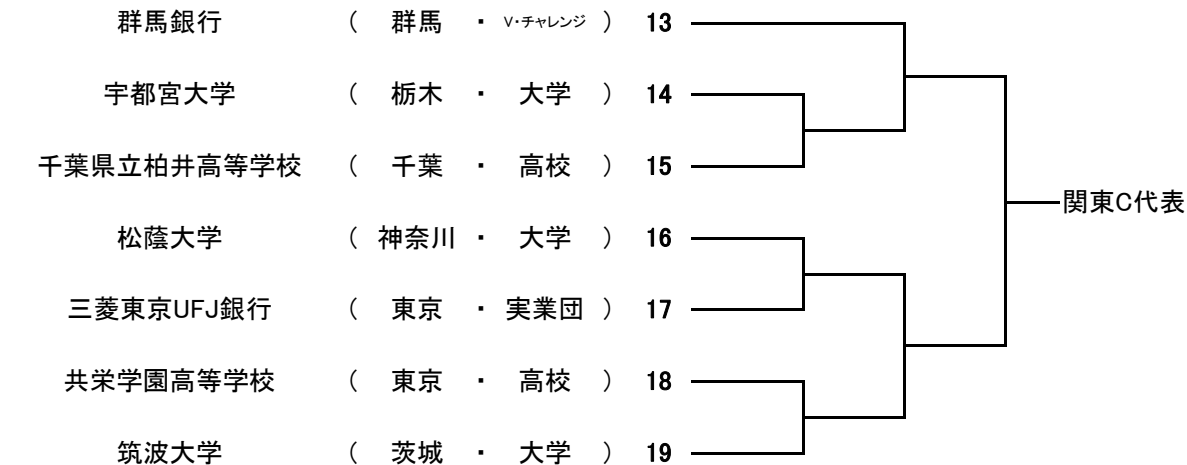 群馬銀行 （ 群馬 ・ V・チャレンジ ） 13
宇都宮大学 （ 栃木 ・ 大学 ） 14
千葉県立柏井高等学校 （ 千葉 ・ 高校 ） 15
関東C代表
松蔭大学 （ 神奈川 ・ 大学 ） 16
三菱東京UFJ銀行 （ 東京 ・ 実業団 ） 17
共栄学園高等学校 （ 東京 ・ 高校 ） 18
筑波大学 （ 茨城 ・ 大学 ） 19